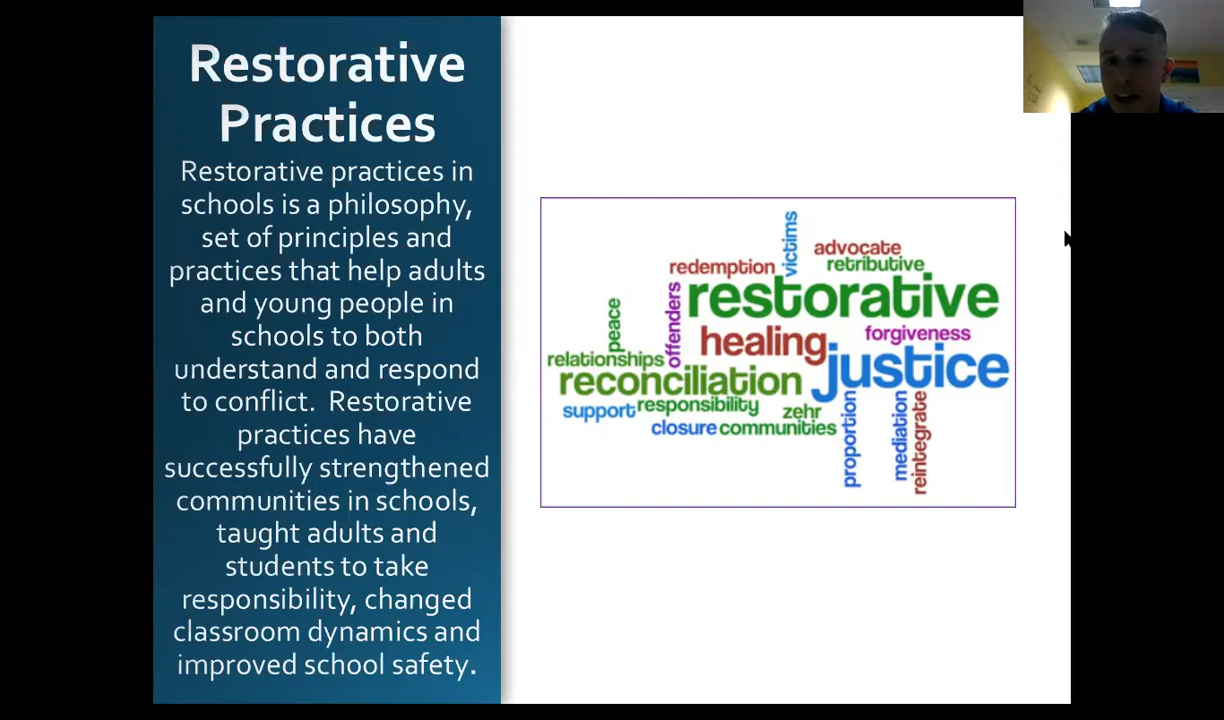 Restorative
Practices
Restorative practices in
schools is a philosophy,
set of principles and
practices that help adults
and young people in
schools to both
understand and respond
to conflict.  Restorative
practices have
successfully strengthened
communities in schools,
taught adults and
students to take
responsibility, changed
classroom dynamics and
improved school safety.
victims
advocate
retributive
redemption
restorative
peace
offenders
healing
forgiveness
relationships
justice
reconciliation
support
responsibility
zehr
closure
communities
proportion
mediation
reintegrate